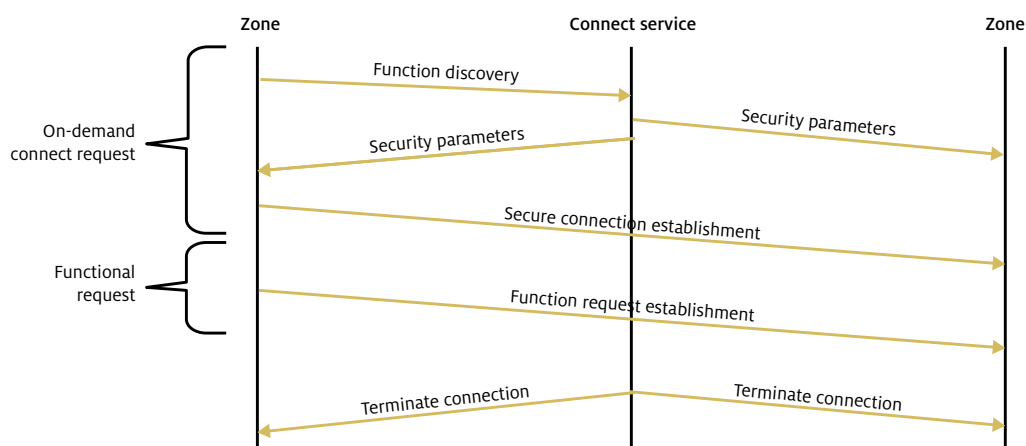 Zone
Connect service
Zone
Function discovery
Security parameters
On-demand
connect request
Security parameters
Secure connection establishment
Functional
request
Function request establishment
Terminate connection
Terminate connection